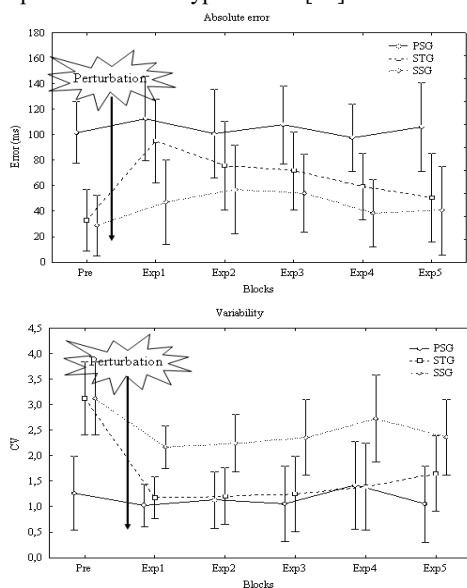 Absolute error
180
160
140
120
100
80
60
40
20
0
Error (ms)
Perturbation
PSG
STG
SSG
Pre Exp1 Exp2 Exp3 Exp4 Exp5
Blocks
Variability
4,5
4,0
3,5
3,0
2,5
2,0
1,5
1,0
0,5
0,0
CV
Perturbation
PSG
STG
SSG
Pre Exp1 Exp2 Exp3 Exp4 Exp5
Blocks